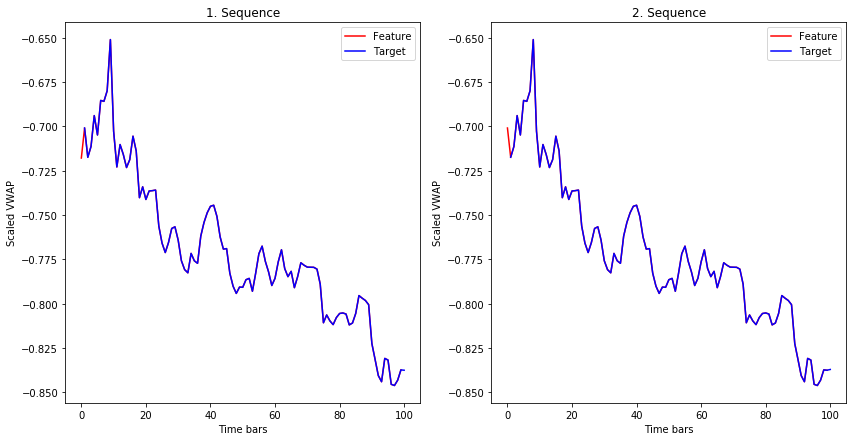 1. Sequence
Feature
Target
−0.650
−0.675
−0.700
−0.725
−0.750
−0.775
−0.800
−0.825
−0.850
Scaled VWAP
0 20 40 60 80 100
Time bars
2. Sequence
Feature
Target
−0.650
−0.675
−0.700
−0.725
−0.750
−0.775
−0.800
−0.825
−0.850
Scaled VWAP
0 20 40 60 80 100
Time bars